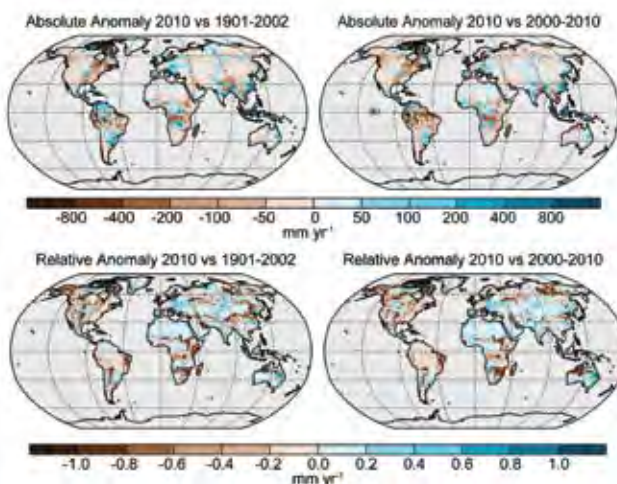 Absolute Anomaly 2010 vs 1901-2002
Absolute Anomaly 2010 vs 2000-2010
-800 -400 -200 -100 -50 0 50 100 200 400 800
mm yr⁻¹
Relative Anomaly 2010 vs 1901-2002
Relative Anomaly 2010 vs 2000-2010
-1.0 -0.8 -0.6 -0.4 -0.2 0.0 0.2 0.4 0.6 0.8 1.0
mm yr⁻¹